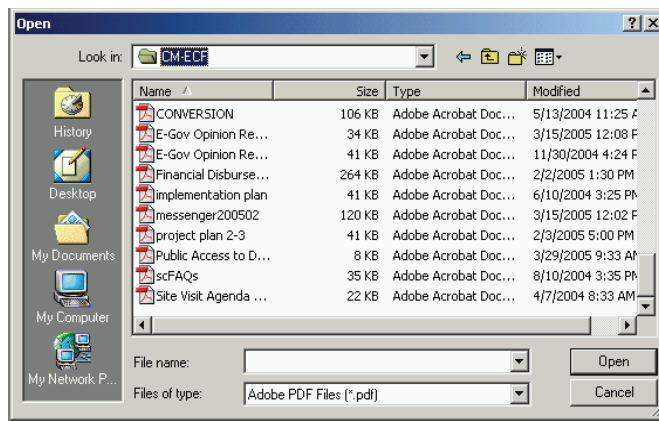 Open
Look in: CM-ECF
Name Size Type Modified
CONVERSION 106 KB Adobe Acrobat Doc... 5/13/2004 11:25 A
E-Gov Opinion Re... 34 KB Adobe Acrobat Doc... 3/15/2005 12:08 P
E-Gov Opinion Re... 41 KB Adobe Acrobat Doc... 11/30/2004 4:24 P
Financial Disburse... 264 KB Adobe Acrobat Doc... 2/2/2005 1:30 PM
implementation plan 41 KB Adobe Acrobat Doc... 6/10/2004 3:25 PM
messenger200502 120 KB Adobe Acrobat Doc... 3/15/2005 12:02 P
project plan 2-3 41 KB Adobe Acrobat Doc... 2/3/2005 5:00 PM
Public Access to D... 8 KB Adobe Acrobat Doc... 3/29/2005 9:33 AM
scFAQs 35 KB Adobe Acrobat Doc... 8/10/2004 3:35 PM
Site Visit Agenda ... 22 KB Adobe Acrobat Doc... 4/7/2004 8:33 AM
History
Desktop
My Documents
My Computer
My Network P...
File name:
Open
Files of type: Adobe PDF Files (*.pdf)
Cancel